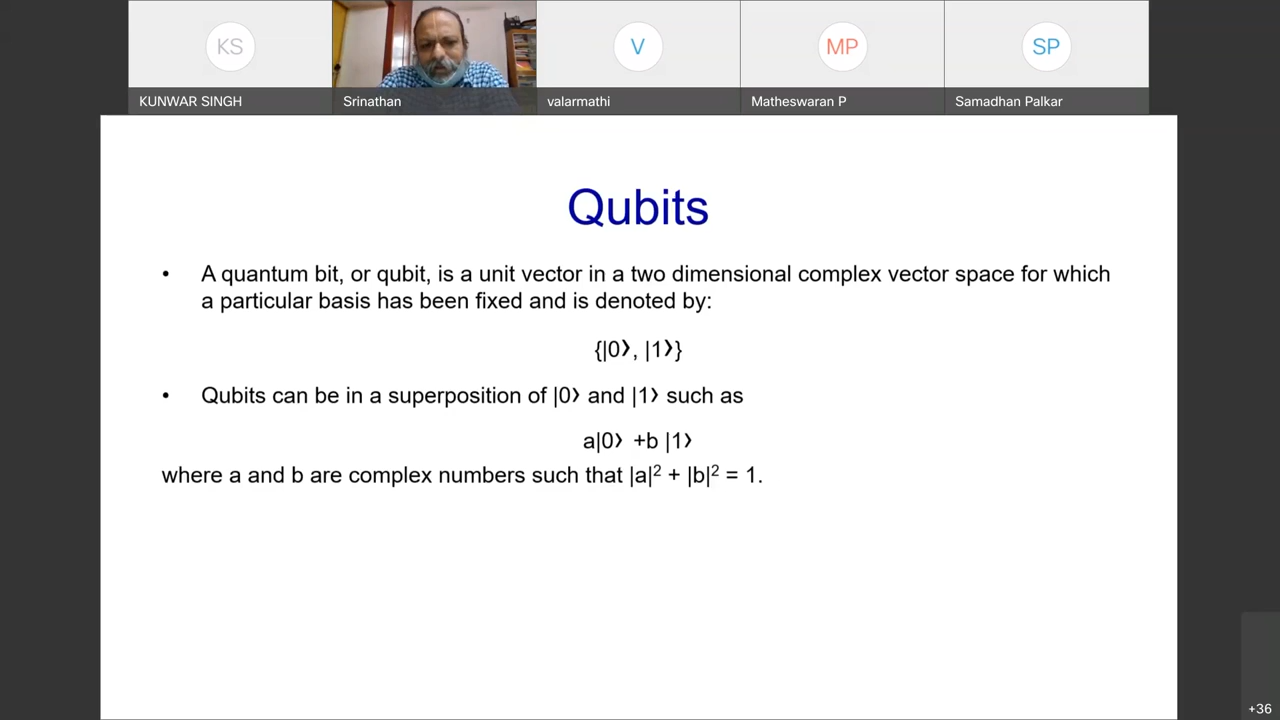 KS
V
MP
SP
KUNWAR SINGH
Srinathan
valarmathi
Matheswaran P
Samadhan Palkar
Qubits
• A quantum bit, or qubit, is a unit vector in a two dimensional complex vector space for which
a particular basis has been fixed and is denoted by:
{|0⟩, |1⟩}
• Qubits can be in a superposition of |0⟩ and |1⟩ such as
a|0⟩ +b |1⟩
where a and b are complex numbers such that |a|² + |b|² = 1.
+36